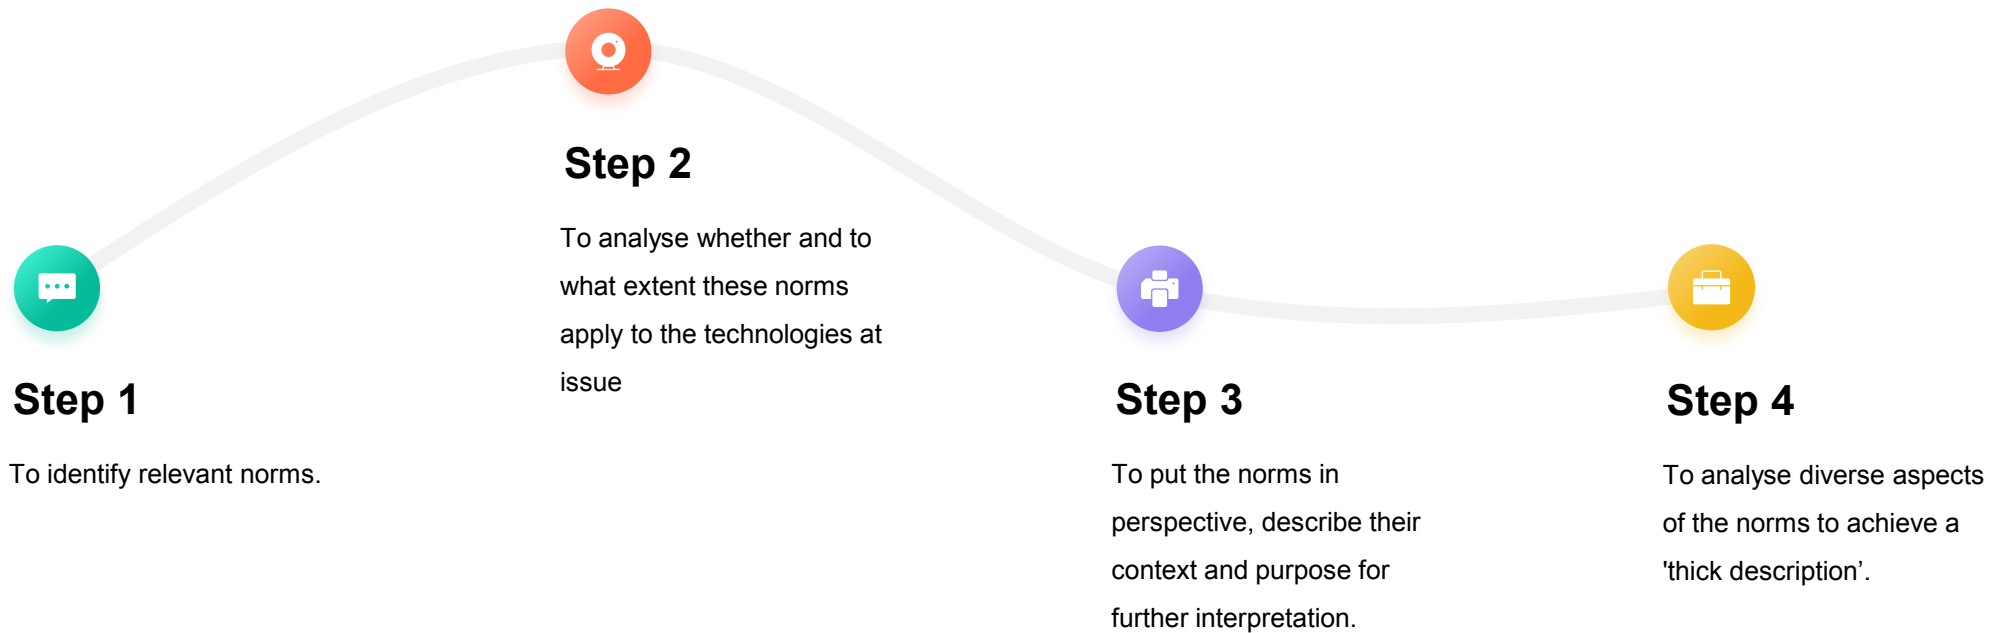 Step 1
To identify relevant norms.
Step 2
To analyse whether and to
what extent these norms
apply to the technologies at
issue
Step 3
To put the norms in
perspective, describe their
context and purpose for
further interpretation.
Step 4
To analyse diverse aspects
of the norms to achieve a
'thick description’.